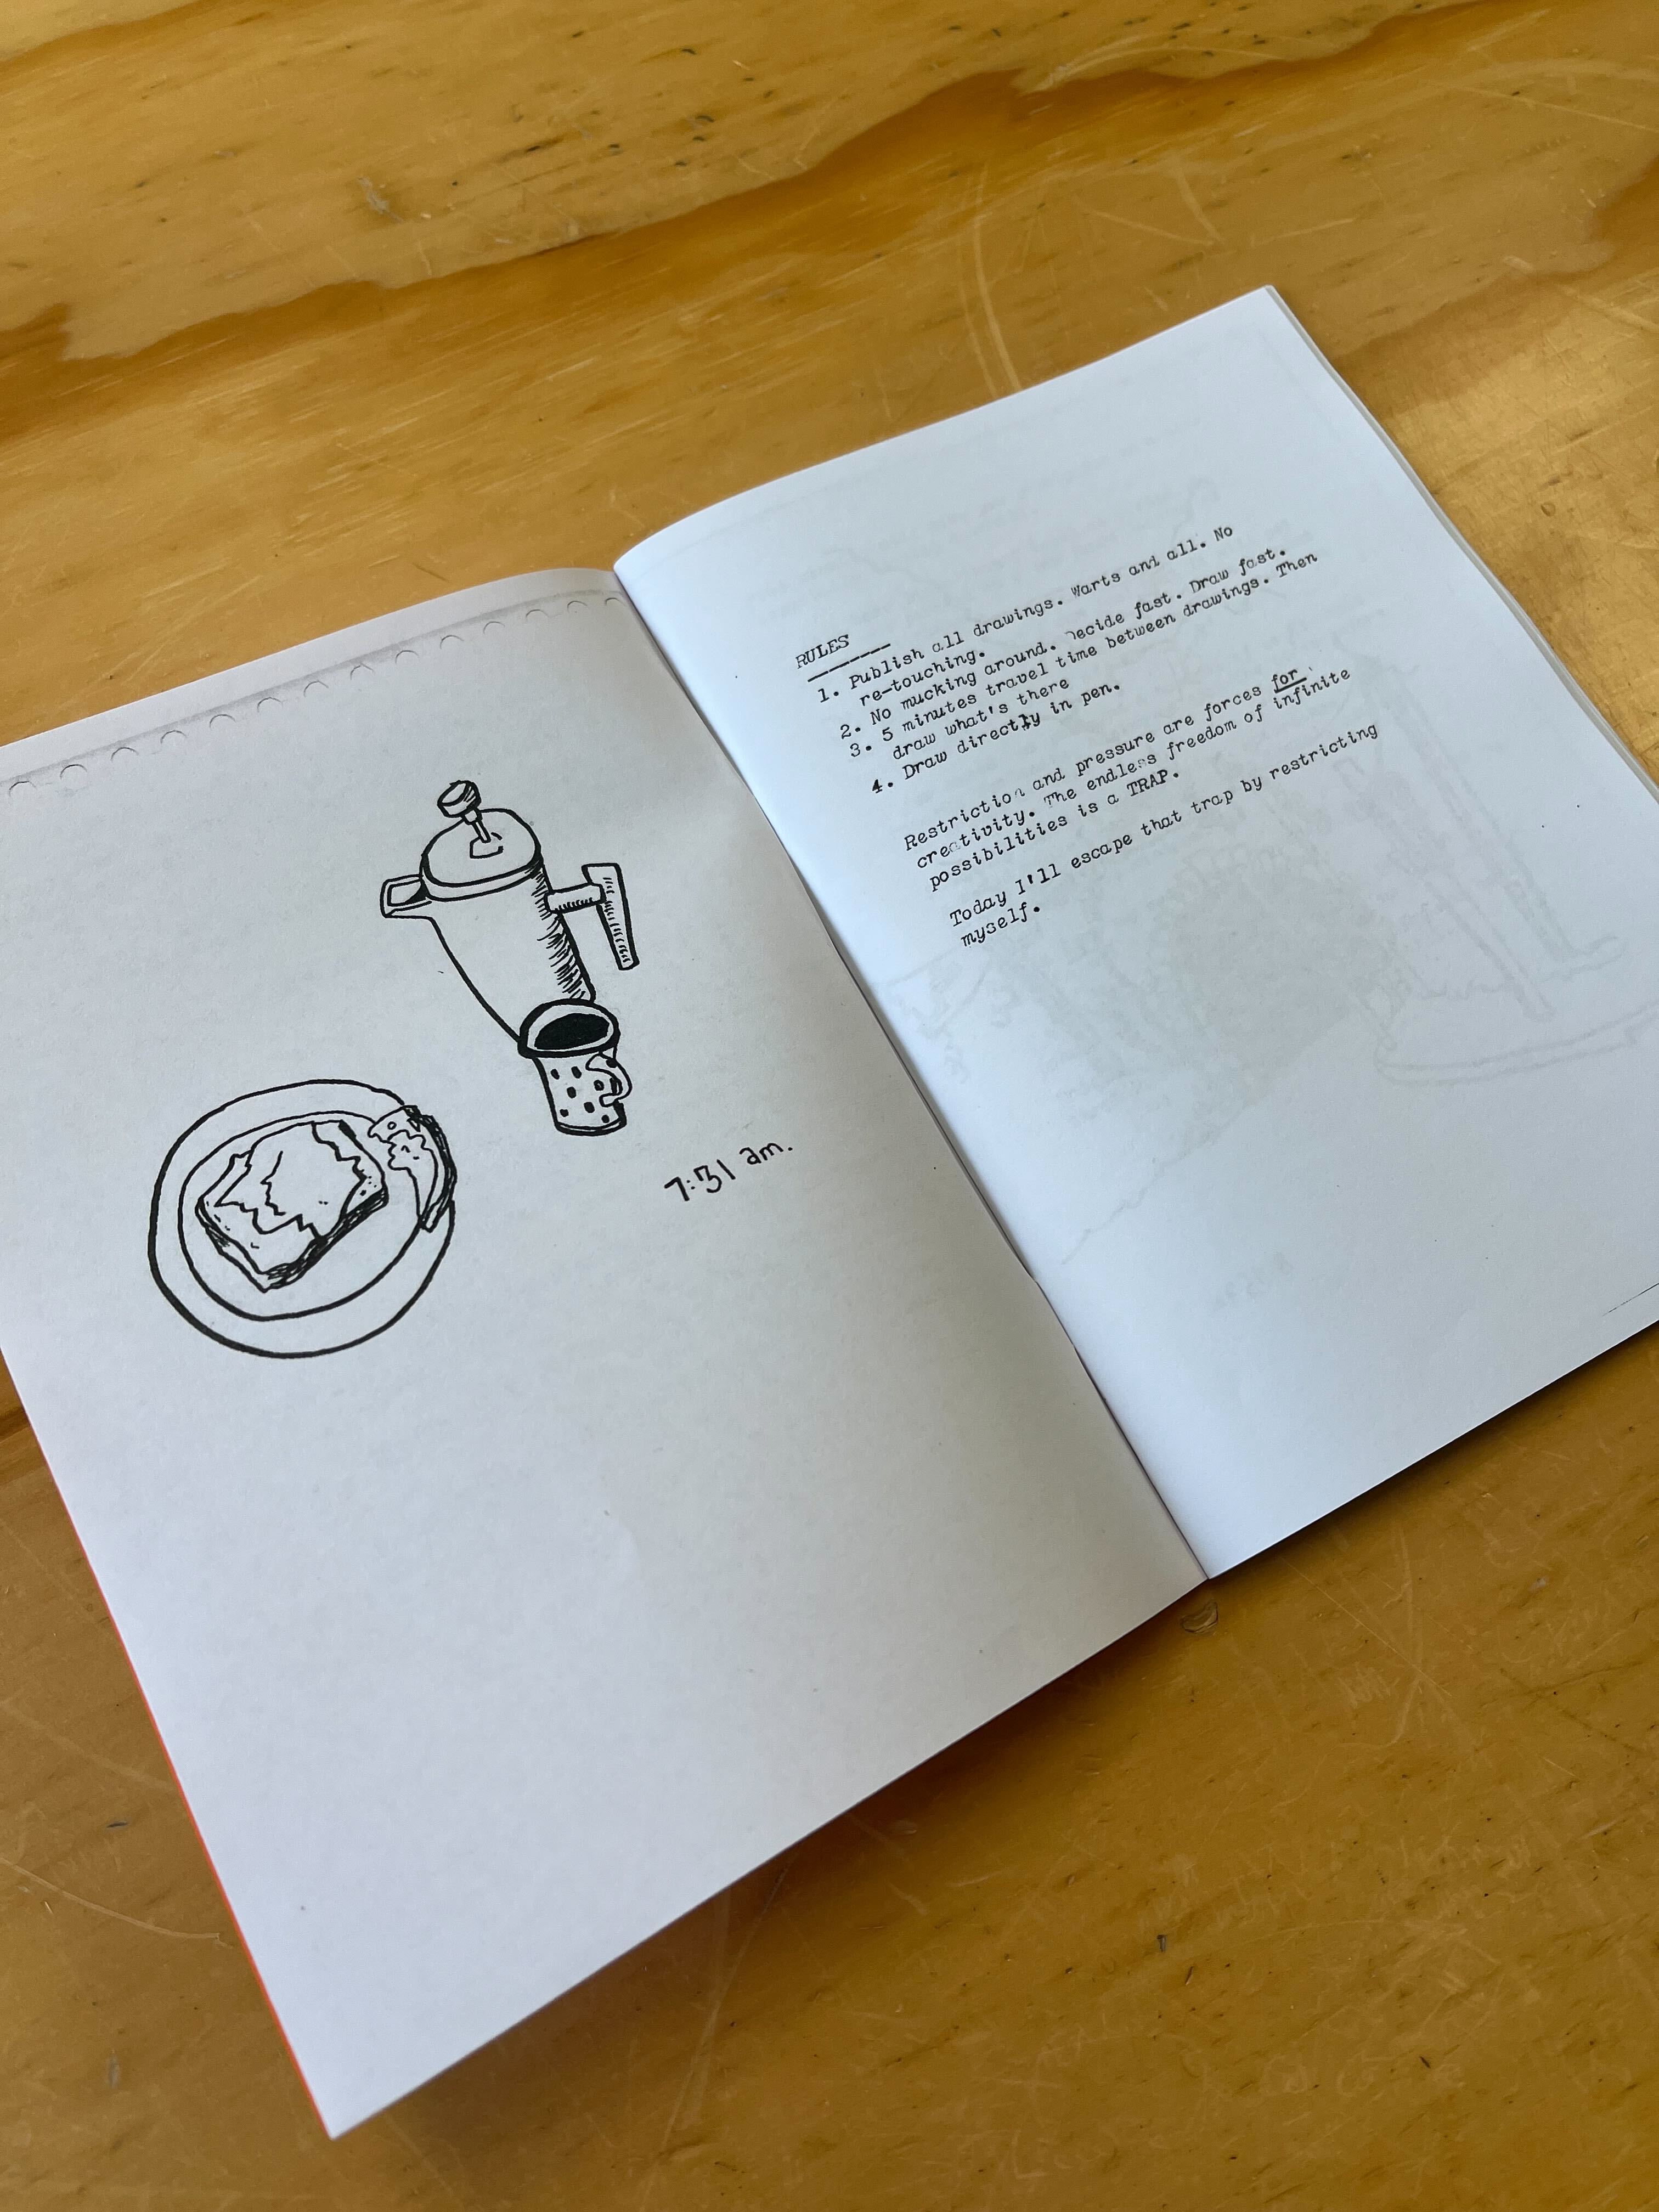 7:31 am.
RULES
1. Publish all drawings. Warts and all. No
re-touching.
2. No mucking around. Decide fast. Draw fast.
3. 5 minutes travel time between drawings. Then
draw what's there
4. Draw directly in pen.
Restriction and pressure are forces for
creativity. The endless freedom of infinite
possibilities is a TRAP.
Today I'll escape that trap by restricting
myself.